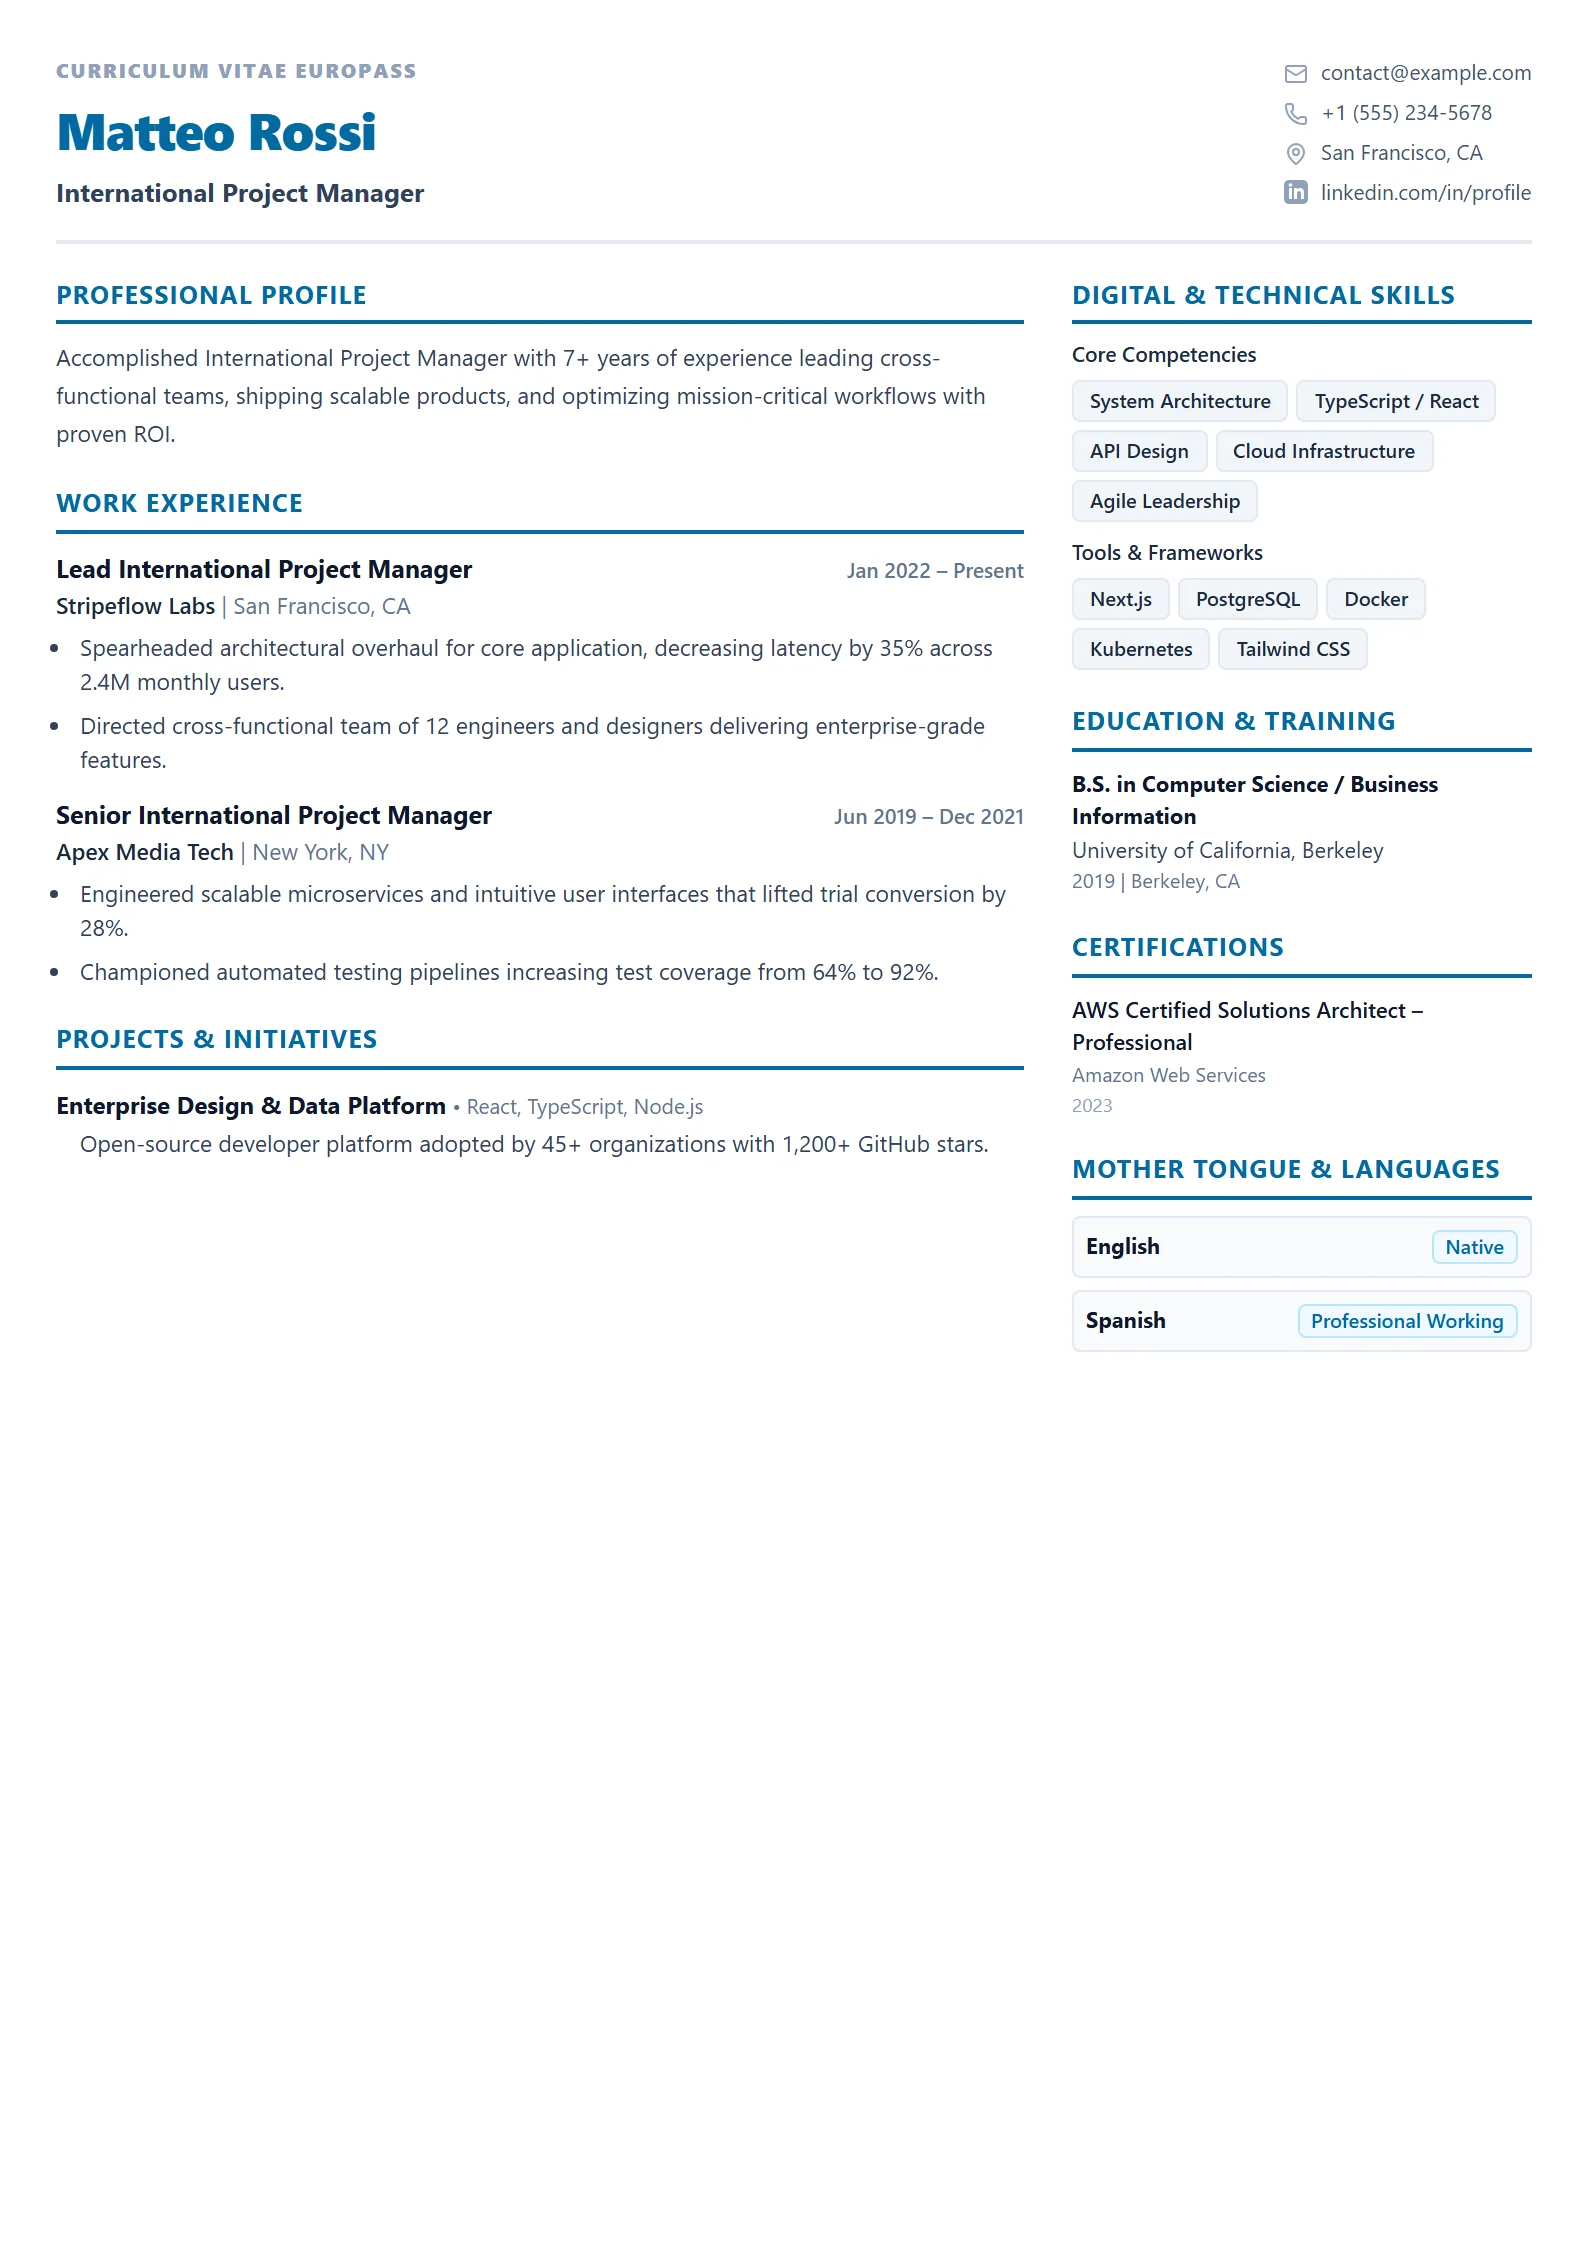 CURRICULUM VITAE EUROPASS
Matteo Rossi
International Project Manager
contact@example.com
+1 (555) 234-5678
San Francisco, CA
linkedin.com/in/profile
PROFESSIONAL PROFILE
Accomplished International Project Manager with 7+ years of experience leading cross-
functional teams, shipping scalable products, and optimizing mission-critical workflows with
proven ROI.
WORK EXPERIENCE
Lead International Project Manager Jan 2022 – Present
Stripeflow Labs | San Francisco, CA
• Spearheaded architectural overhaul for core application, decreasing latency by 35% across
2.4M monthly users.
• Directed cross-functional team of 12 engineers and designers delivering enterprise-grade
features.
Senior International Project Manager Jun 2019 – Dec 2021
Apex Media Tech | New York, NY
• Engineered scalable microservices and intuitive user interfaces that lifted trial conversion by
28%.
• Championed automated testing pipelines increasing test coverage from 64% to 92%.
PROJECTS & INITIATIVES
Enterprise Design & Data Platform • React, TypeScript, Node.js
Open-source developer platform adopted by 45+ organizations with 1,200+ GitHub stars.
DIGITAL & TECHNICAL SKILLS
Core Competencies
System Architecture TypeScript / React
API Design Cloud Infrastructure
Agile Leadership
Tools & Frameworks
Next.js PostgreSQL Docker
Kubernetes Tailwind CSS
EDUCATION & TRAINING
B.S. in Computer Science / Business
Information
University of California, Berkeley
2019 | Berkeley, CA
CERTIFICATIONS
AWS Certified Solutions Architect –
Professional
Amazon Web Services
2023
MOTHER TONGUE & LANGUAGES
English Native
Spanish Professional Working